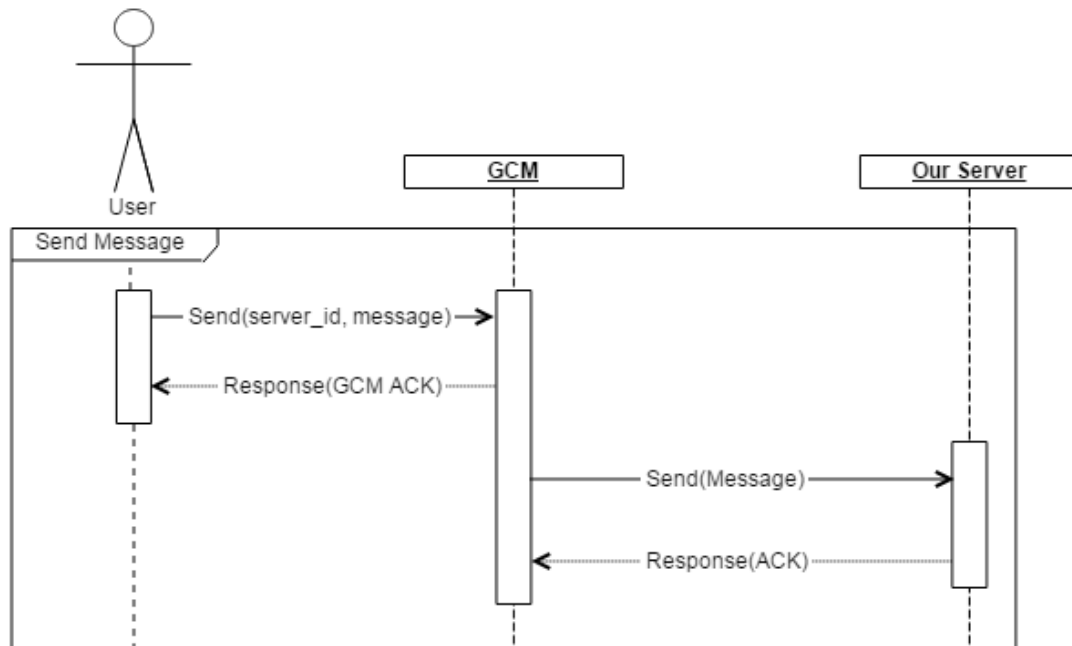 GCM
Our Server
User
Send Message
Send(server_id, message)
Response(GCM ACK)
Send(Message)
Response(ACK)